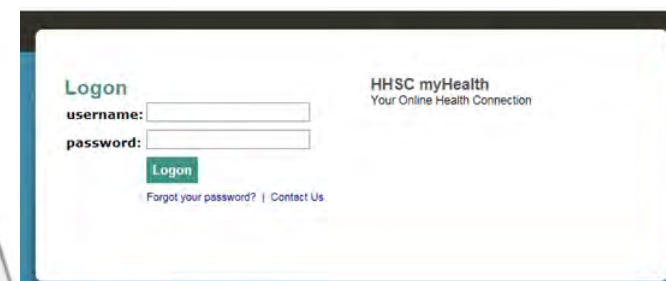 Logon
username:
password:
Logon
Forgot your password? | Contact Us
HHSC myHealth
Your Online Health Connection